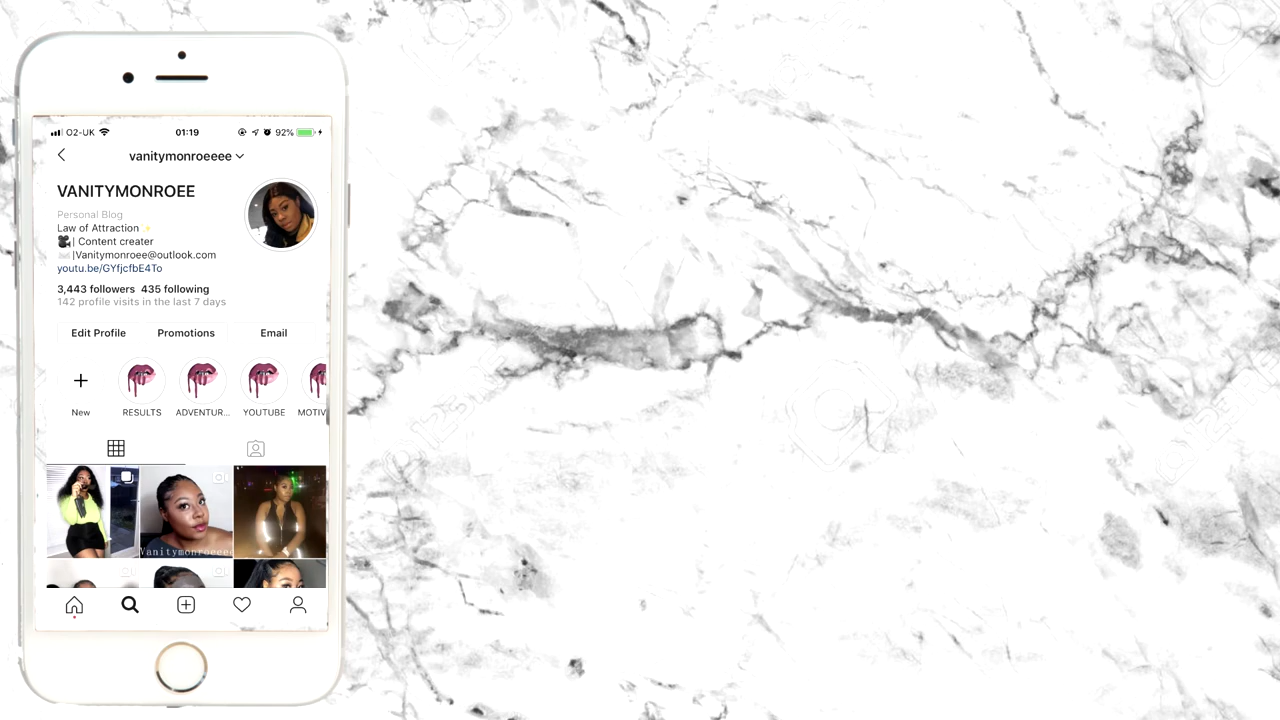 O2-UK 01:19 92%
vanitymonroeeee
VANITYMONROEE
Personal Blog
Law of Attraction ✨
🎥| Content creater
✉️|Vanitymonroee@outlook.com
youtu.be/GYfjcfbE4To
3,443 followers 435 following
142 profile visits in the last 7 days
Edit Profile Promotions Email
New RESULTS ADVENTUR... YOUTUBE MOTIV
Vanitymonroeeee